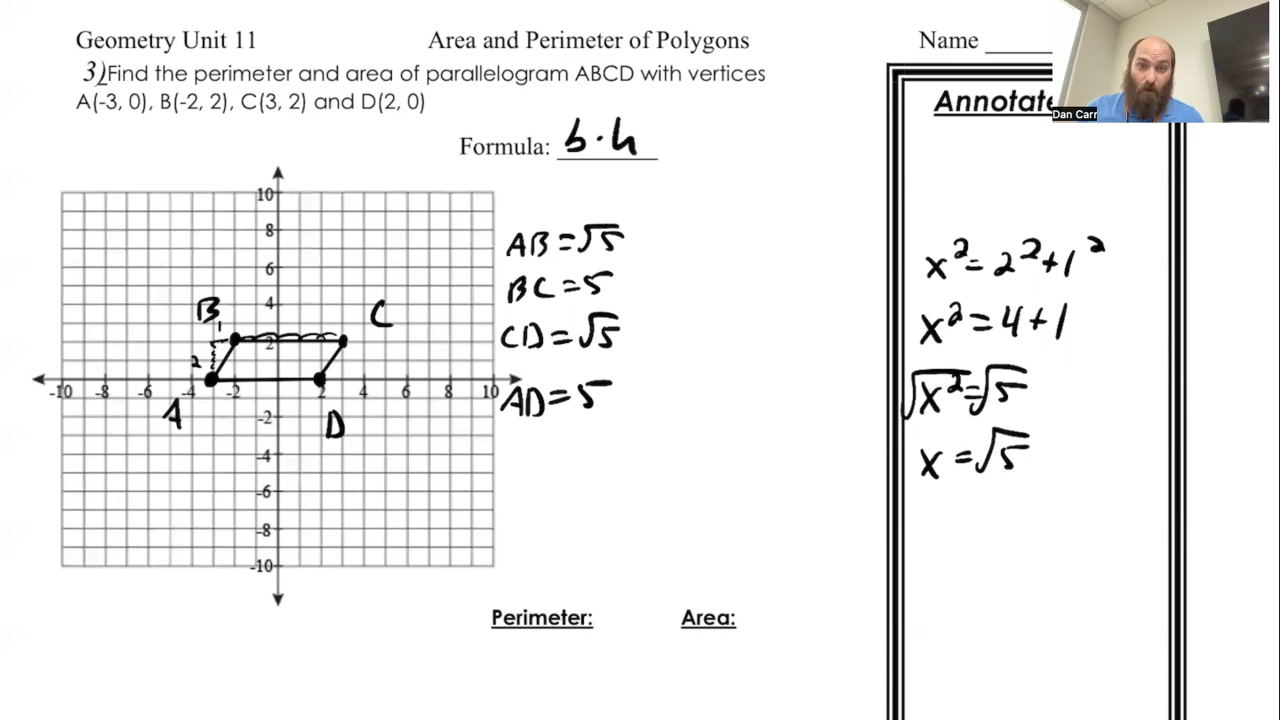 Geometry Unit 11 Area and Perimeter of Polygons Name
3) Find the perimeter and area of parallelogram ABCD with vertices
A(-3, 0), B(-2, 2), C(3, 2) and D(2, 0)
Annotate
Dan Carr
Formula: b·h
10
8
6
4
2
-10 -8 -6 -4 -2 2 4 6 8 10
-2
-4
-6
-8
-10
B C
1
2
A D
AB=√5
BC=5
CD=√5
AD=5
x²=2²+1²
x²=4+1
√x²=√5
x=√5
Perimeter: Area: